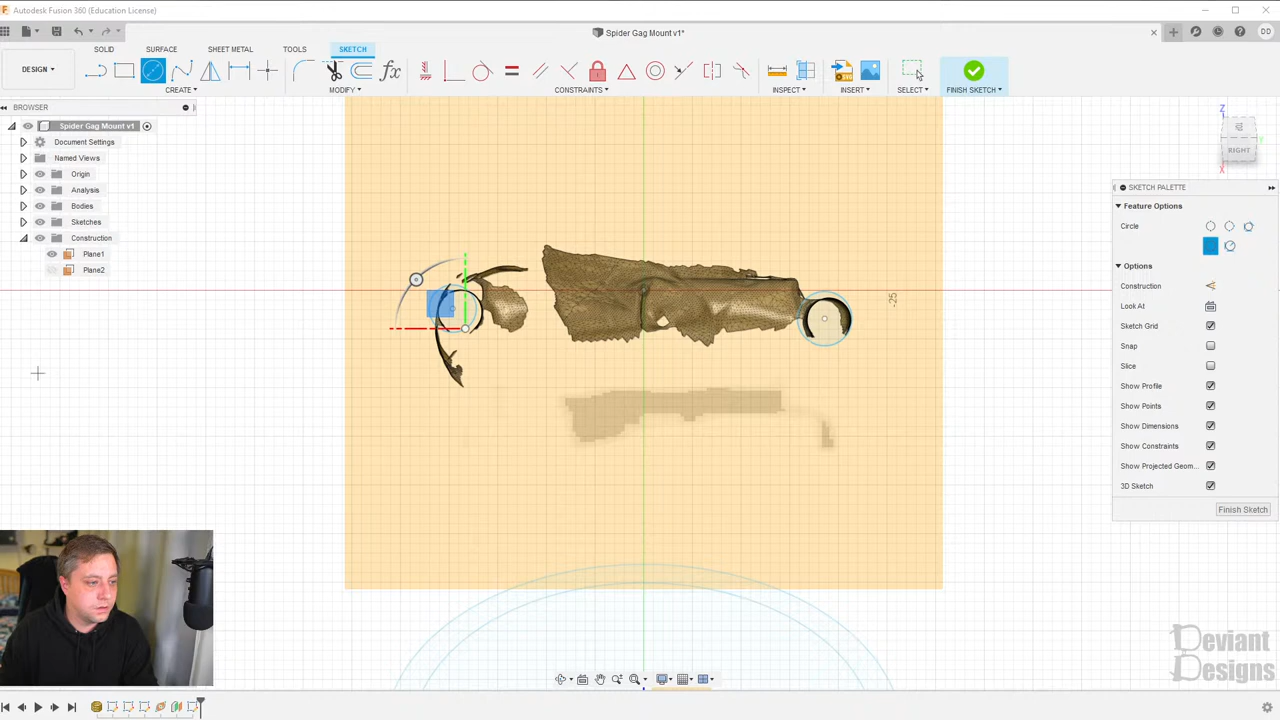 Autodesk Fusion 360 (Education License)
Spider Gag Mount v1*
DD
SOLID SURFACE SHEET METAL TOOLS SKETCH
DESIGN
CREATE MODIFY CONSTRAINTS INSPECT INSERT SELECT FINISH SKETCH
BROWSER
Spider Gag Mount v1
Document Settings
Named Views
Origin
Analysis
Bodies
Sketches
Construction
Plane1
Plane2
-25
Z
RIGHT
X
SKETCH PALETTE
Feature Options
Circle
Options
Construction
Look At
Sketch Grid
Snap
Slice
Show Profile
Show Points
Show Dimensions
Show Constraints
Show Projected Geom...
3D Sketch
Finish Sketch
Deviant
Designs